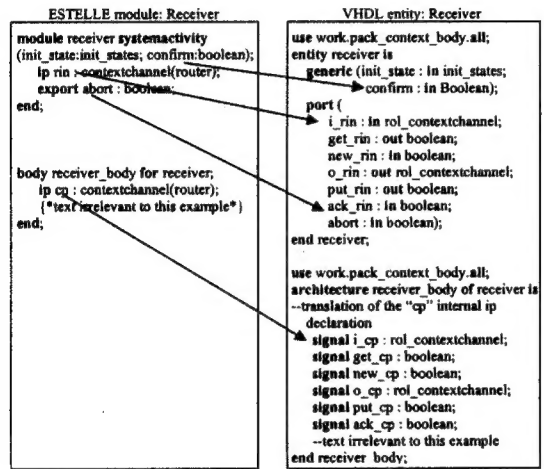 ESTELLE module: Receiver
module receiver systemactivity
(init_state:init_states; confirm:boolean);
ip rin : contextchannel(router);
export abort : boolean;
end;
body receiver_body for receiver;
ip cp : contextchannel(router);
{*text irrelevant to this example*}
end;
VHDL entity: Receiver
use work.pack_context_body.all;
entity receiver is
generic (init_state : in init_states;
confirm : in Boolean);
port (
i_rin : in rol_contextchannel;
get_rin : out boolean;
new_rin : in boolean;
o_rin : out rol_contextchannel;
put_rin : out boolean;
ack_rin : in boolean;
abort : in boolean);
end receiver;
use work.pack_context_body.all;
architecture receiver_body of receiver is
--translation of the "cp" internal ip
declaration
signal i_cp : rol_contextchannel;
signal get_cp : boolean;
signal new_cp : boolean;
signal o_cp : rol_contextchannel;
signal put_cp : boolean;
signal ack_cp : boolean;
--text irrelevant to this example
end receiver_body;